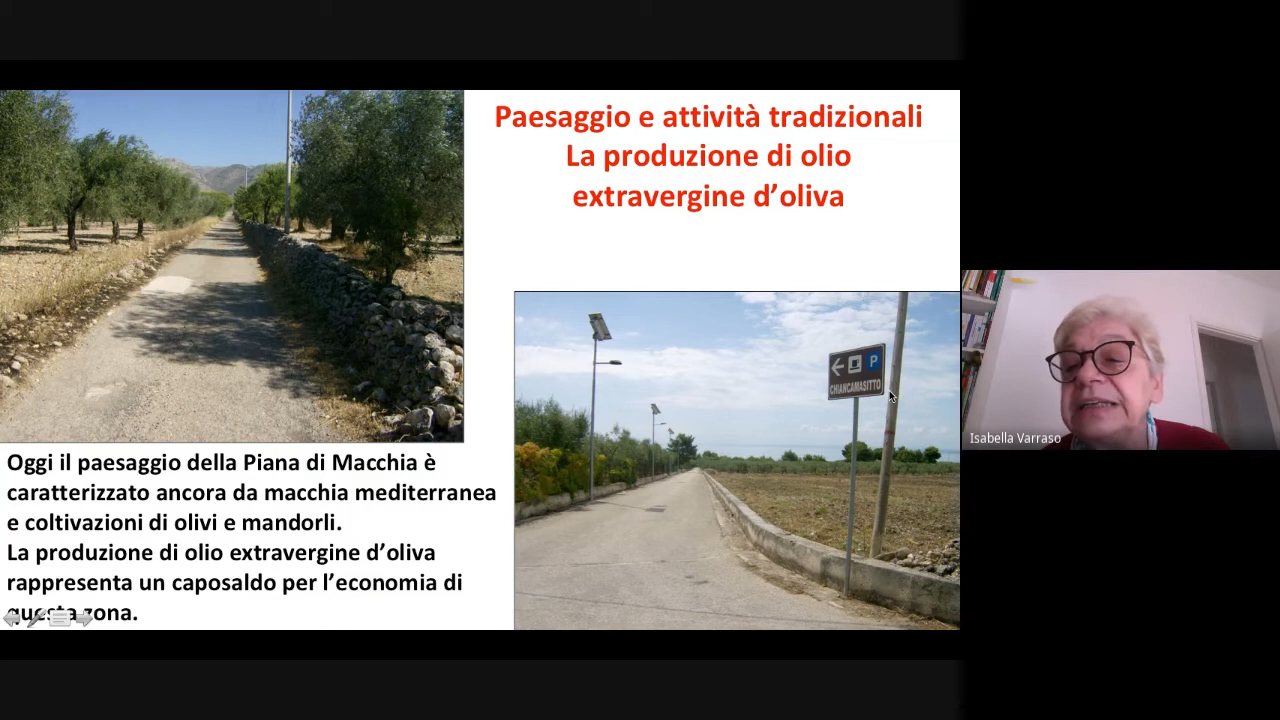 Paesaggio e attività tradizionali
La produzione di olio
extravergine d’oliva
P
CHIANCAMASITTO
Oggi il paesaggio della Piana di Macchia è
caratterizzato ancora da macchia mediterranea
e coltivazioni di olivi e mandorli.
La produzione di olio extravergine d’oliva
rappresenta un caposaldo per l’economia di
questa zona.
Isabella Varraso